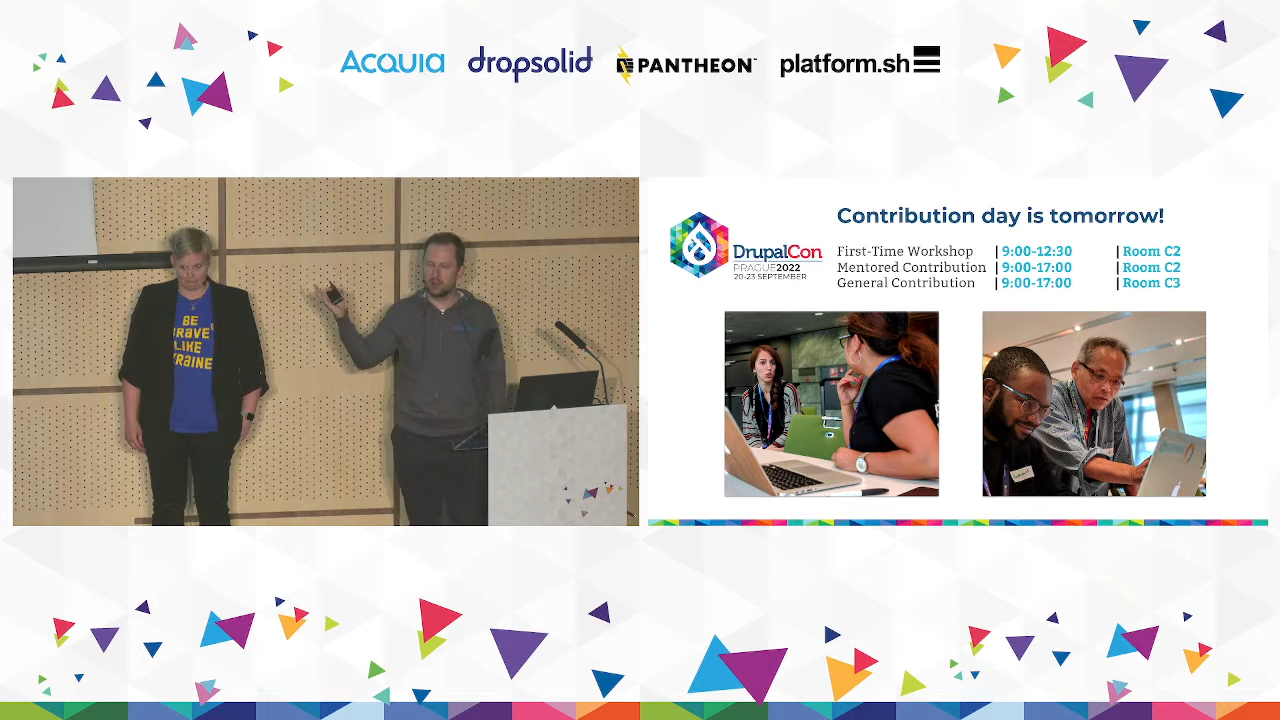 ACQUIA dropsolid PANTHEON platform.sh
BE
BRAVE
LIKE
UKRAINE
Contribution day is tomorrow!
DrupalCon
PRAGUE2022
20-23 SEPTEMBER
First-Time Workshop | 9:00-12:30 | Room C2
Mentored Contribution | 9:00-17:00 | Room C2
General Contribution | 9:00-17:00 | Room C3